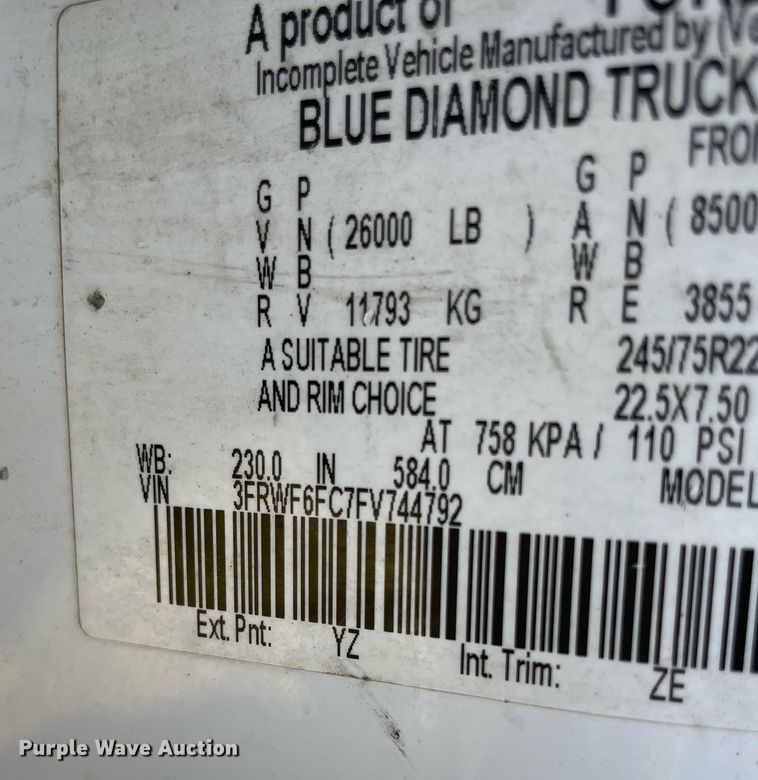 A product of
Incomplete Vehicle Manufactured by
BLUE DIAMOND TRUCK
G P G P
V N ( 26000 LB ) A N ( 8500
W B W B
R V 11793 KG R E 3855
A SUITABLE TIRE 245/75R22
AND RIM CHOICE 22.5X7.50
AT 758 KPA / 110 PSI
WB: 230.0 IN 584.0 CM MODEL
VIN 3FRWF6FC7FV744792
Ext. Pnt: YZ Int. Trim: ZE
Purple Wave Auction